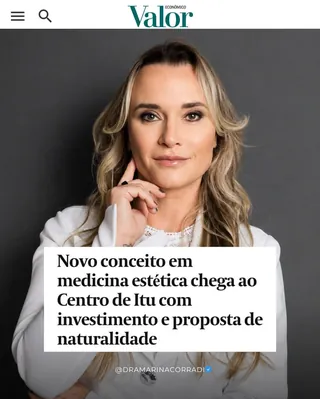 ECONÔMICO
Valor
Novo conceito em
medicina estética chega ao
Centro de Itu com
investimento e proposta de
naturalidade
@DRAMARINACORRADI